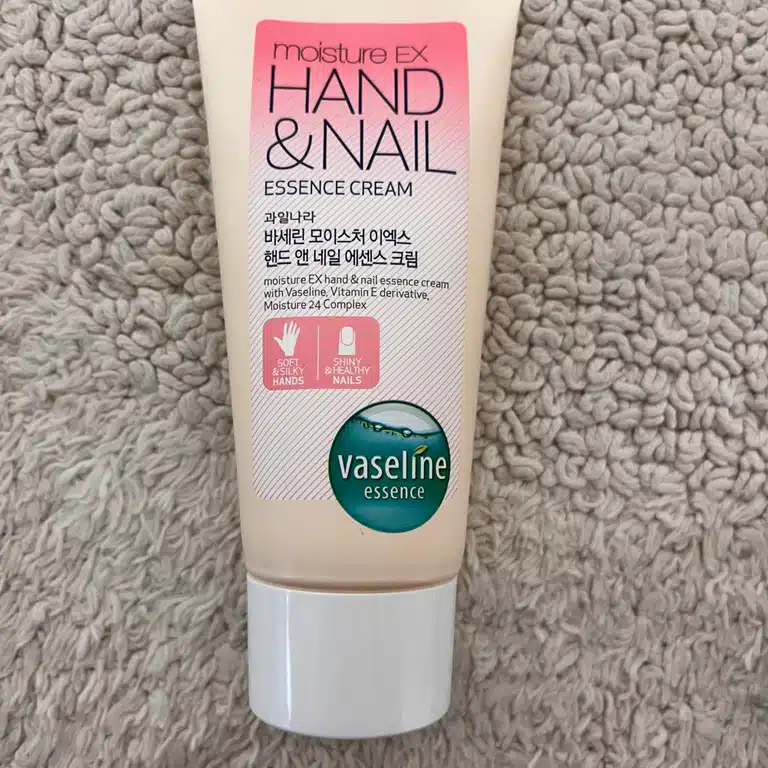 moisture EX
HAND
&NAIL
ESSENCE CREAM
과일나라
바세린 모이스처 이엑스
핸드 앤 네일 에센스 크림
moisture EX hand & nail essence cream
with Vaseline, Vitamin E derivative,
Moisture 24 Complex
SOFT
&SILKY
HANDS
SHINY
&HEALTHY
NAILS
vaseline
essence